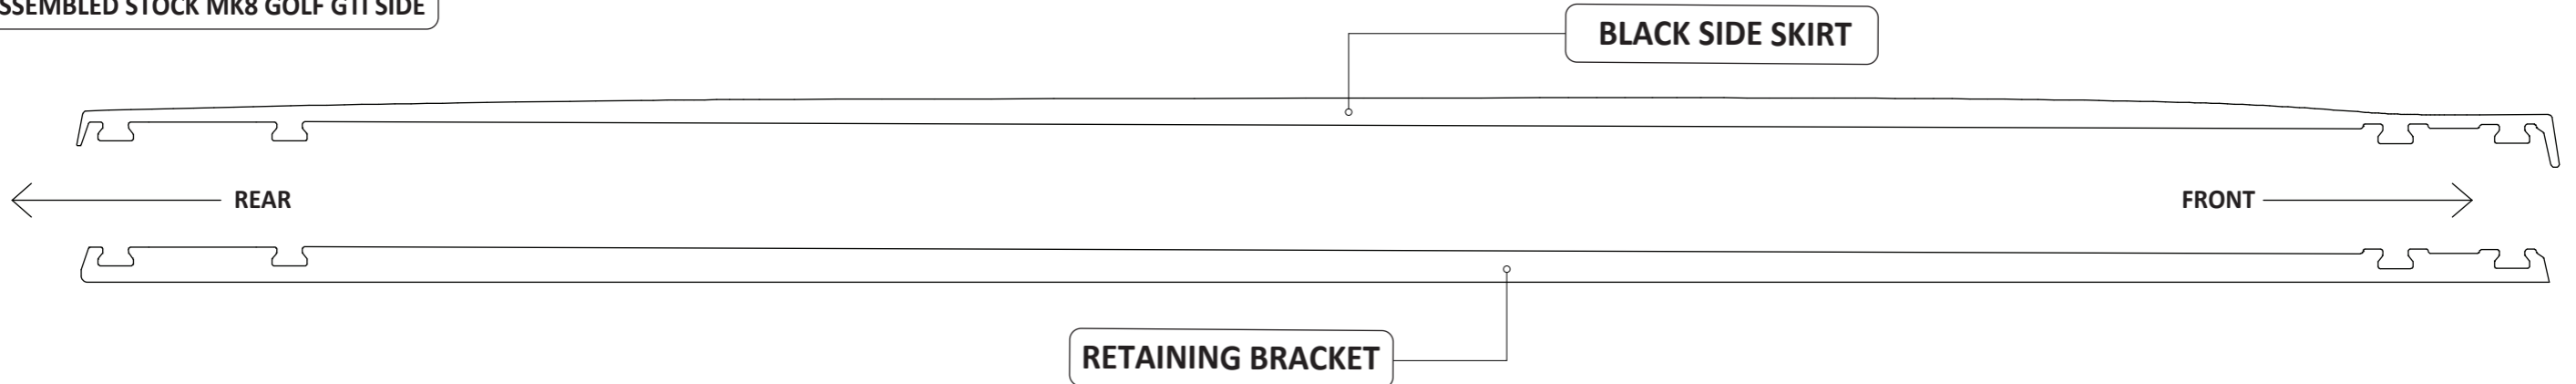 SSEMBLED STOCK MK8 GOLF GTI SIDE
BLACK SIDE SKIRT
REAR
FRONT
RETAINING BRACKET